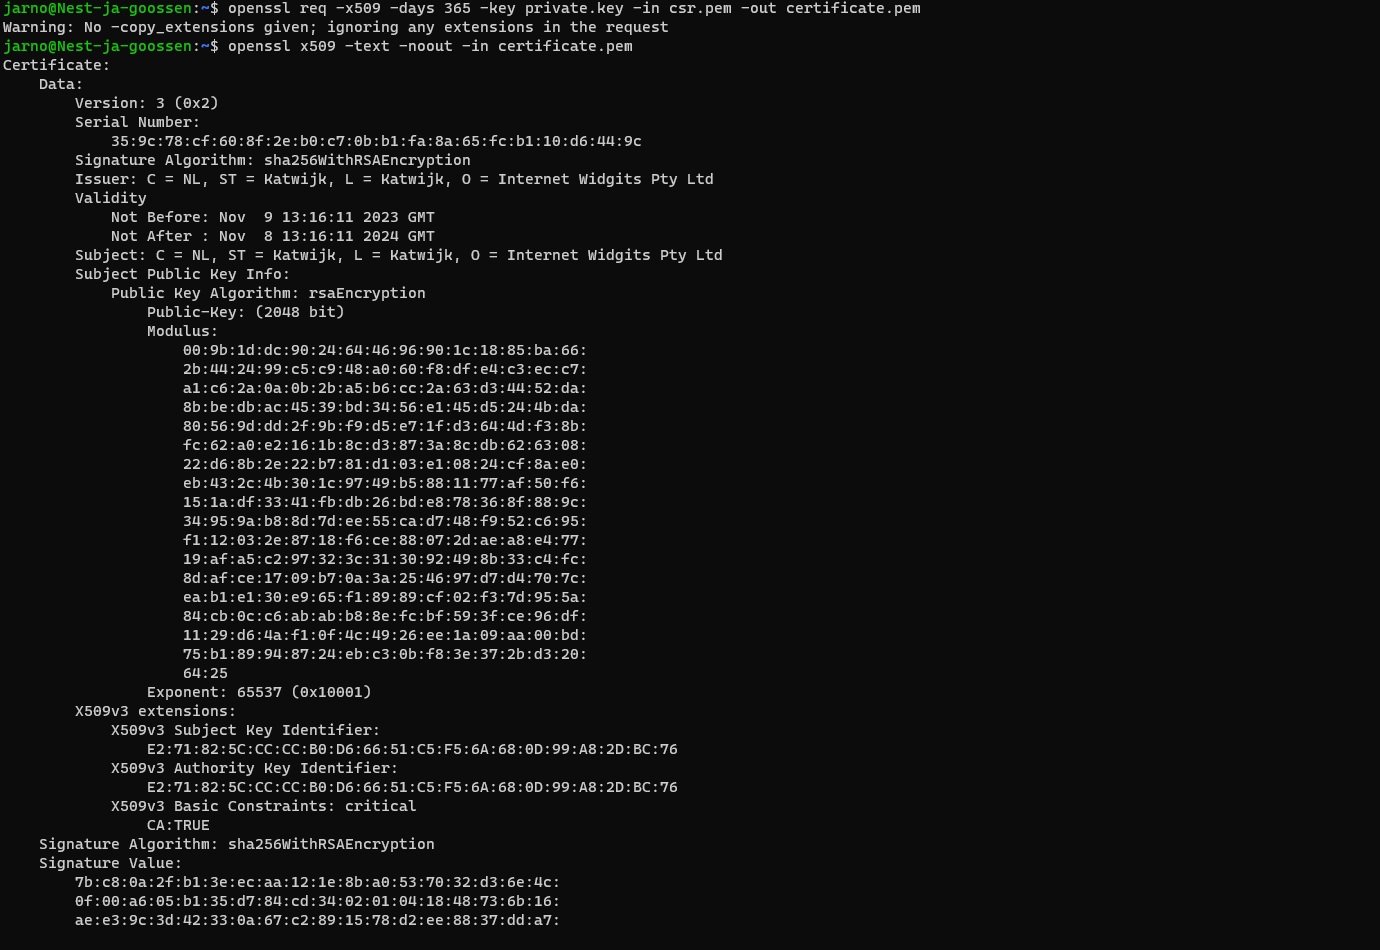 jarno@Nest-ja-goossen:~$ openssl req -x509 -days 365 -key private.key -in csr.pem -out certificate.pem
Warning: No -copy_extensions given; ignoring any extensions in the request
jarno@Nest-ja-goossen:~$ openssl x509 -text -noout -in certificate.pem
Certificate:
    Data:
        Version: 3 (0x2)
        Serial Number:
            35:9c:78:cf:60:8f:2e:b0:c7:0b:b1:fa:8a:65:fc:b1:10:d6:44:9c
        Signature Algorithm: sha256WithRSAEncryption
        Issuer: C = NL, ST = Katwijk, L = Katwijk, O = Internet Widgits Pty Ltd
        Validity
            Not Before: Nov  9 13:16:11 2023 GMT
            Not After : Nov  8 13:16:11 2024 GMT
        Subject: C = NL, ST = Katwijk, L = Katwijk, O = Internet Widgits Pty Ltd
        Subject Public Key Info:
            Public Key Algorithm: rsaEncryption
                Public-Key: (2048 bit)
                Modulus:
                    00:9b:1d:dc:90:24:64:46:96:90:1c:18:85:ba:66:
                    2b:44:24:99:c5:c9:48:a0:60:f8:df:e4:c3:ec:c7:
                    a1:c6:2a:0a:0b:2b:a5:b6:cc:2a:63:d3:44:52:da:
                    8b:be:db:ac:45:39:bd:34:56:e1:45:d5:24:4b:da:
                    80:56:9d:dd:2f:9b:f9:d5:e7:1f:d3:64:4d:f3:8b:
                    fc:62:a0:e2:16:1b:8c:d3:87:3a:8c:db:62:63:08:
                    22:d6:8b:2e:22:b7:81:d1:03:e1:08:24:cf:8a:e0:
                    eb:43:2c:4b:30:1c:97:49:b5:88:11:77:af:50:f6:
                    15:1a:df:33:41:fb:db:26:bd:e8:78:36:8f:88:9c:
                    34:95:9a:b8:8d:7d:ee:55:ca:d7:48:f9:52:c6:95:
                    f1:12:03:2e:87:18:f6:ce:88:07:2d:ae:a8:e4:77:
                    19:af:a5:c2:97:32:3c:31:30:92:49:8b:33:c4:fc:
                    8d:af:ce:17:09:b7:0a:3a:25:46:97:d7:d4:70:7c:
                    ea:b1:e1:30:e9:65:f1:89:89:cf:02:f3:7d:95:5a:
                    84:cb:0c:c6:ab:ab:b8:8e:fc:bf:59:3f:ce:96:df:
                    11:29:d6:4a:f1:0f:4c:49:26:ee:1a:09:aa:00:bd:
                    75:b1:89:94:87:24:eb:c3:0b:f8:3e:37:2b:d3:20:
                    64:25
                Exponent: 65537 (0x10001)
        X509v3 extensions:
            X509v3 Subject Key Identifier:
                E2:71:82:5C:CC:CC:B0:D6:66:51:C5:F5:6A:68:0D:99:A8:2D:BC:76
            X509v3 Authority Key Identifier:
                E2:71:82:5C:CC:CC:B0:D6:66:51:C5:F5:6A:68:0D:99:A8:2D:BC:76
            X509v3 Basic Constraints: critical
                CA:TRUE
    Signature Algorithm: sha256WithRSAEncryption
    Signature Value:
        7b:c8:0a:2f:b1:3e:ec:aa:12:1e:8b:a0:53:70:32:d3:6e:4c:
        0f:00:a6:05:b1:35:d7:84:cd:34:02:01:04:18:48:73:6b:16:
        ae:e3:9c:3d:42:33:0a:67:c2:89:15:78:d2:ee:88:37:dd:a7: